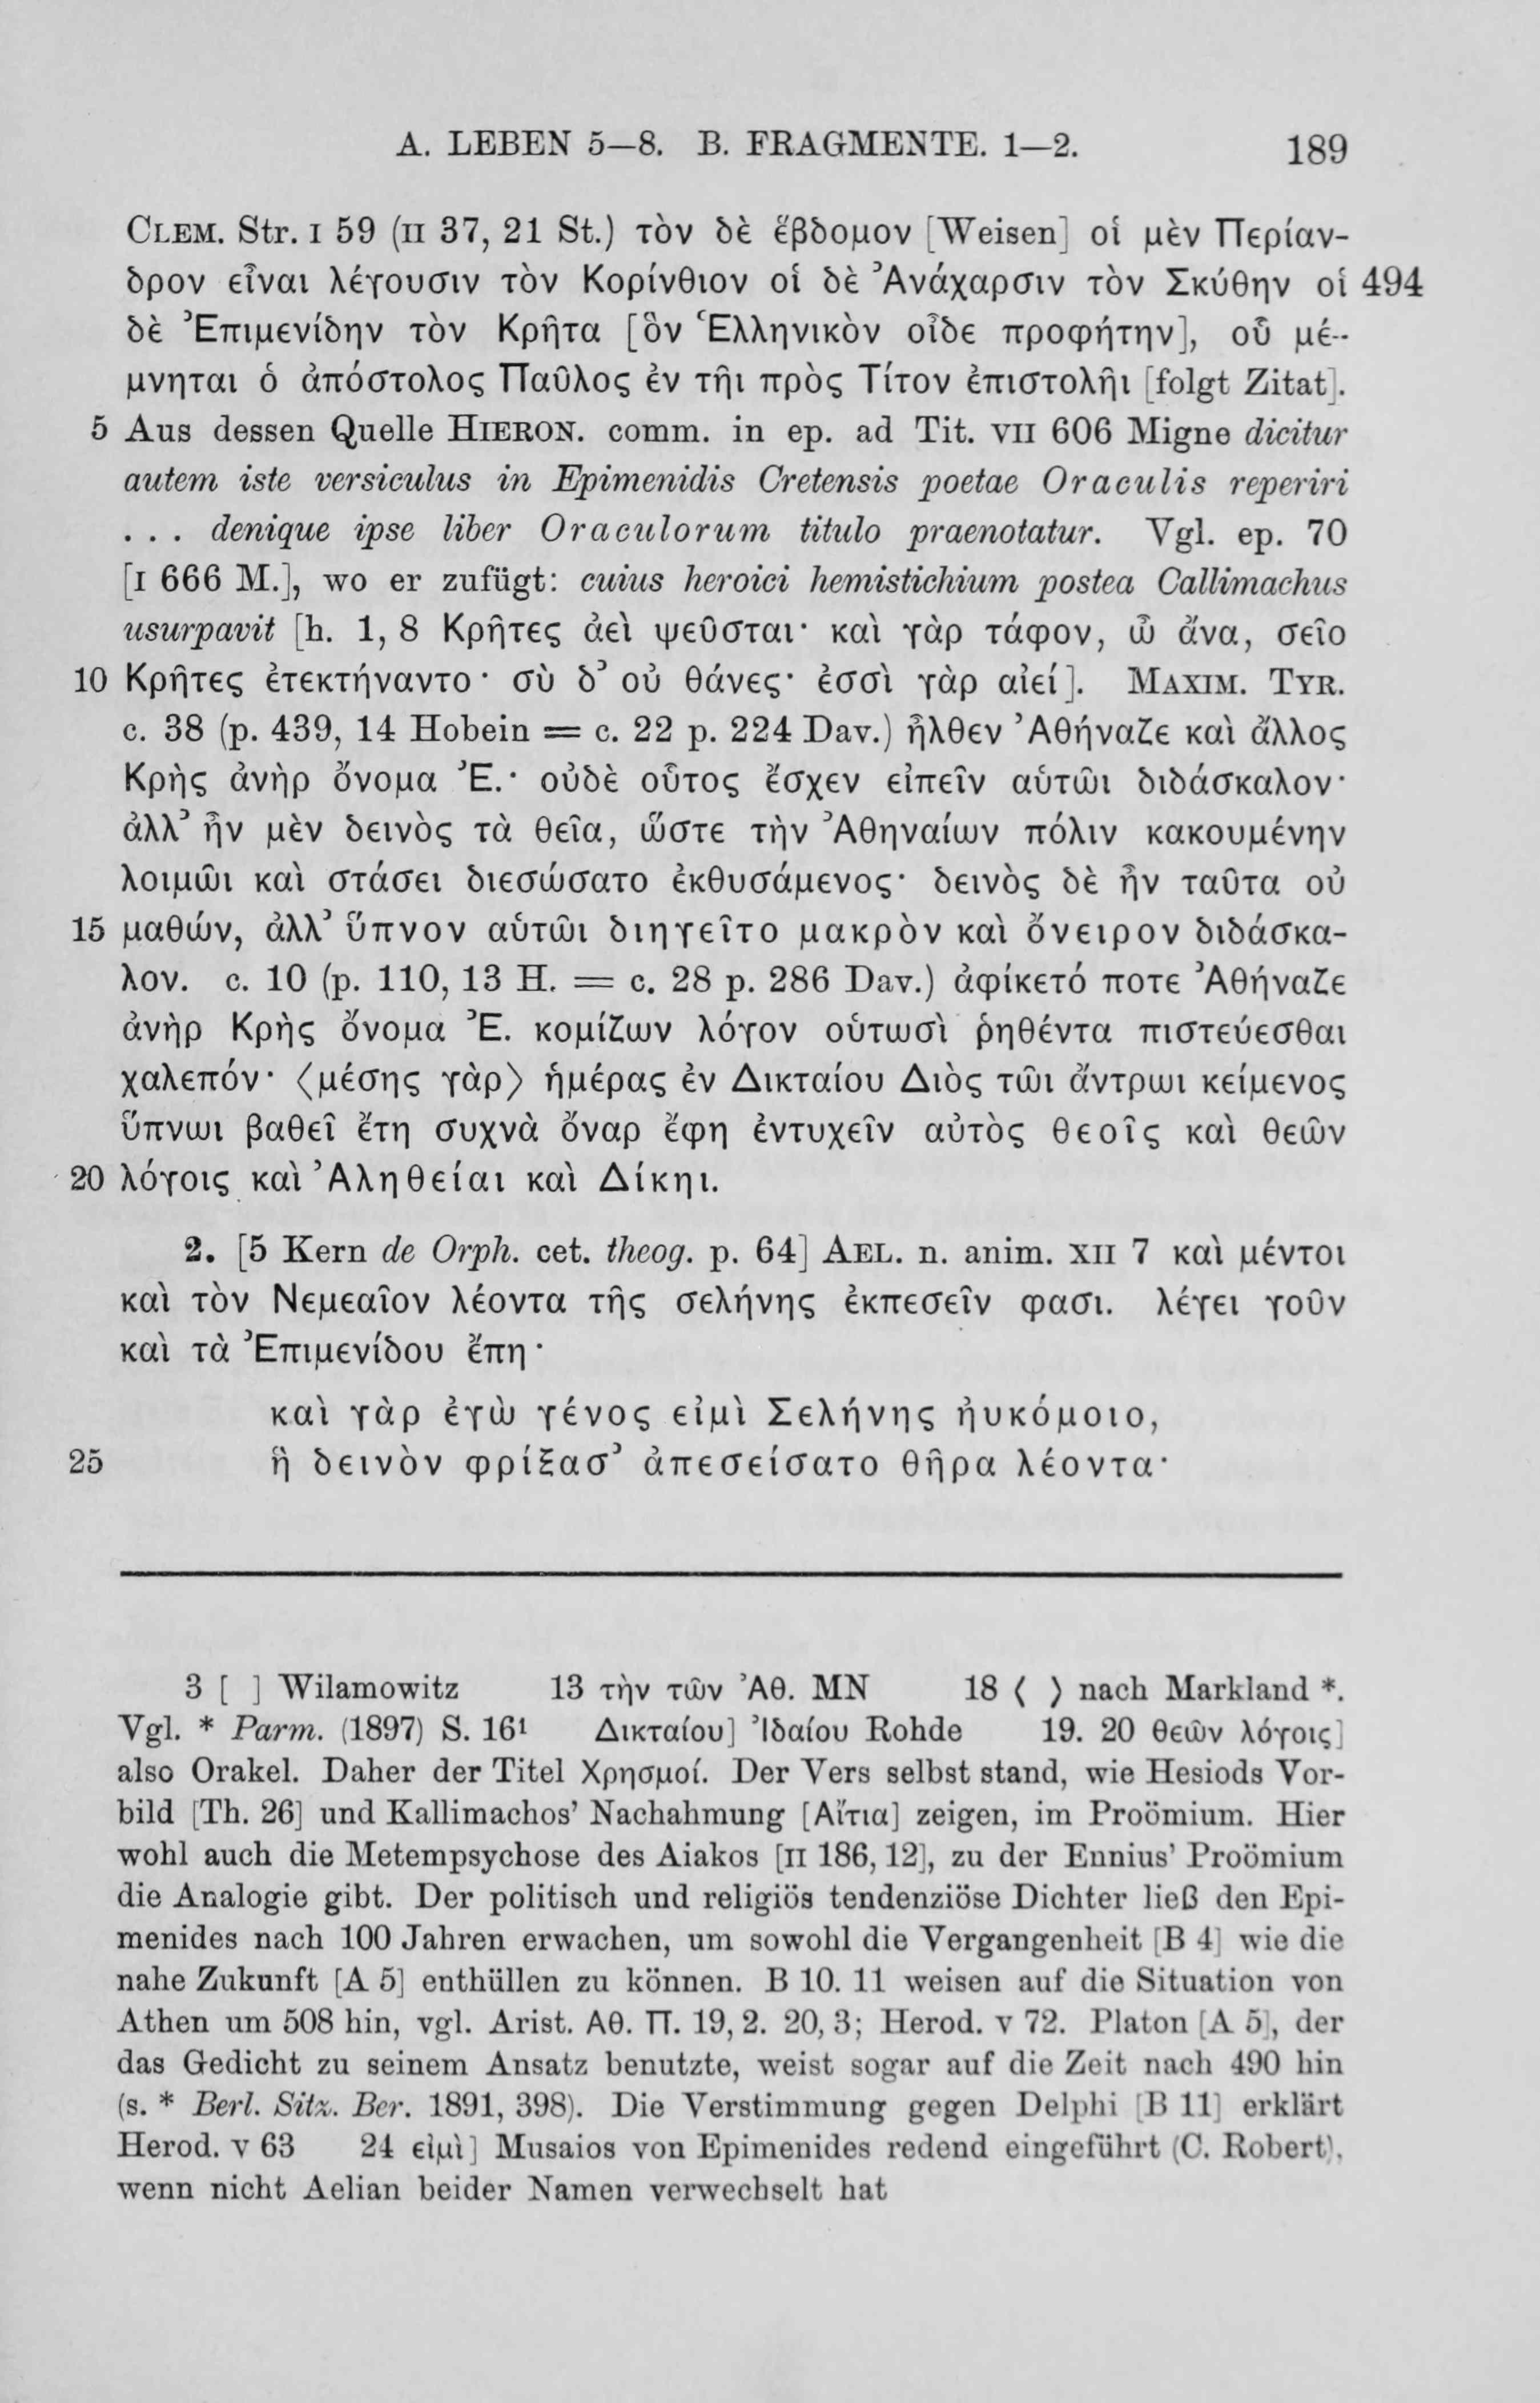 A. LEBEN 5—8. B. FRAGMENTE. 1—2. 189
CLEM. Str. I 59 (II 37, 21 St.) τὸν δὲ ἕβδομον [Weisen] οἱ μὲν Περίαν-
δρον εἶναι λέγουσιν τὸν Κορίνθιον οἱ δὲ Ἀνάχαρσιν τὸν Σκύθην οἱ 494
δὲ Ἐπιμενίδην τὸν Κρῆτα [ὃν Ἑλληνικὸν οἶδε προφήτην], οὗ μέ-
μνηται ὁ ἀπόστολος Παῦλος ἐν τῆι πρὸς Τίτον ἐπιστολῆι [folgt Zitat].
5 Aus dessen Quelle HIERON. comm. in ep. ad Tit. VII 606 Migne dicitur
autem iste versiculus in Epimenidis Cretensis poetae Oraculis reperiri
. . . denique ipse liber Oraculorum titulo praenotatur. Vgl. ep. 70
[I 666 M.], wo er zufügt: cuius heroici hemistichium postea Callimachus
usurpavit [h. 1, 8 Κρῆτες ἀεὶ ψεῦσται· καὶ γὰρ τάφον, ὦ ἄνα, σεῖο
10 Κρῆτες ἐτεκτήναντο· σὺ δ’ οὐ θάνες· ἐσσὶ γὰρ αἰεί]. MAXIM. TYR.
c. 38 (p. 439, 14 Hobein = c. 22 p. 224 Dav.) ἦλθεν Ἀθήναζε καὶ ἄλλος
Κρὴς ἀνὴρ ὄνομα Ἐ.· οὐδὲ οὗτος ἔσχεν εἰπεῖν αὑτῶι διδάσκαλον·
ἀλλ’ ἦν μὲν δεινὸς τὰ θεῖα, ὥστε τὴν Ἀθηναίων πόλιν κακουμένην
λοιμῶι καὶ στάσει διεσώσατο ἐκθυσάμενος· δεινὸς δὲ ἦν ταῦτα οὐ
15 μαθών, ἀλλ’ ὕπνον αὑτῶι διηγεῖτο μακρὸν καὶ ὄνειρον διδάσκα-
λον. c. 10 (p. 110, 13 H. = c. 28 p. 286 Dav.) ἀφίκετό ποτε Ἀθήναζε
ἀνὴρ Κρὴς ὄνομα Ἐ. κομίζων λόγον οὑτωσὶ ῥηθέντα πιστεύεσθαι
χαλεπόν· ⟨μέσης γὰρ⟩ ἡμέρας ἐν Δικταίου Διὸς τῶι ἄντρωι κείμενος
ὕπνωι βαθεῖ ἔτη συχνὰ ὄναρ ἔφη ἐντυχεῖν αὐτὸς θεοῖς καὶ θεῶν
20 λόγοις καὶ Ἀληθείαι καὶ Δίκηι.
2. [5 Kern de Orph. cet. theog. p. 64] AEL. n. anim. XII 7 καὶ μέντοι
καὶ τὸν Νεμεαῖον λέοντα τῆς σελήνης ἐκπεσεῖν φασι. λέγει γοῦν
καὶ τὰ Ἐπιμενίδου ἔπη·
καὶ γὰρ ἐγὼ γένος εἰμὶ Σελήνης ἠυκόμοιο,
25 ἣ δεινὸν φρίξασ’ ἀπεσείσατο θῆρα λέοντα·
3 [ ] Wilamowitz 13 τὴν τῶν Ἀθ. MN 18 ⟨ ⟩ nach Markland *.
Vgl. * Parm. (1897) S. 16¹ Δικταίου] Ἰδαίου Rohde 19. 20 θεῶν λόγοις]
also Orakel. Daher der Titel Χρησμοί. Der Vers selbst stand, wie Hesiods Vor-
bild [Th. 26] und Kallimachos’ Nachahmung [Αἴτια] zeigen, im Proömium. Hier
wohl auch die Metempsychose des Aiakos [II 186, 12], zu der Ennius’ Proömium
die Analogie gibt. Der politisch und religiös tendenziöse Dichter ließ den Epi-
menides nach 100 Jahren erwachen, um sowohl die Vergangenheit [B 4] wie die
nahe Zukunft [A 5] enthüllen zu können. B 10. 11 weisen auf die Situation von
Athen um 508 hin, vgl. Arist. Αθ. Π. 19, 2. 20, 3; Herod. V 72. Platon [A 5], der
das Gedicht zu seinem Ansatz benutzte, weist sogar auf die Zeit nach 490 hin
(s. * Berl. Sitz. Ber. 1891, 398). Die Verstimmung gegen Delphi [B 11] erklärt
Herod. V 63 24 εἰμὶ] Musaios von Epimenides redend eingeführt (C. Robert),
wenn nicht Aelian beider Namen verwechselt hat